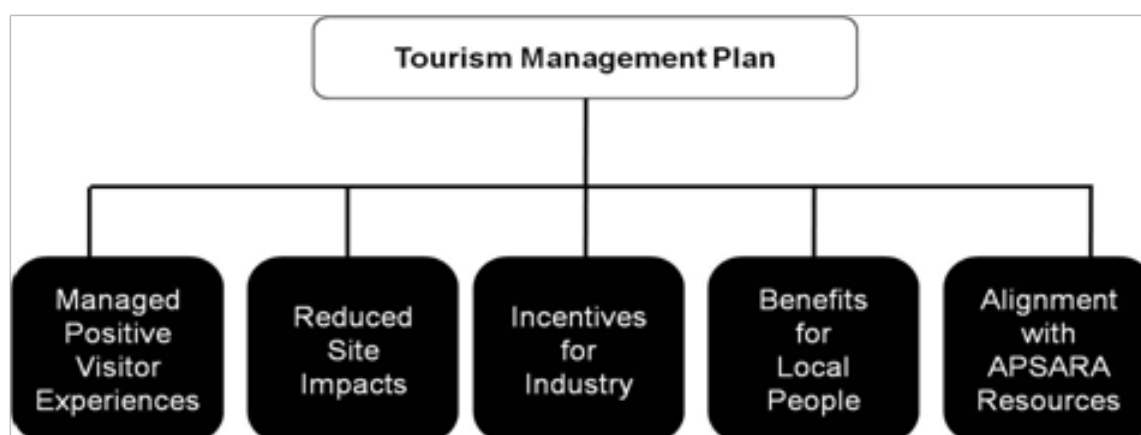 Tourism Management Plan
Managed
Positive
Visitor
Experiences
Reduced
Site
Impacts
Incentives
for
Industry
Benefits
for
Local
People
Alignment
with
APSARA
Resources